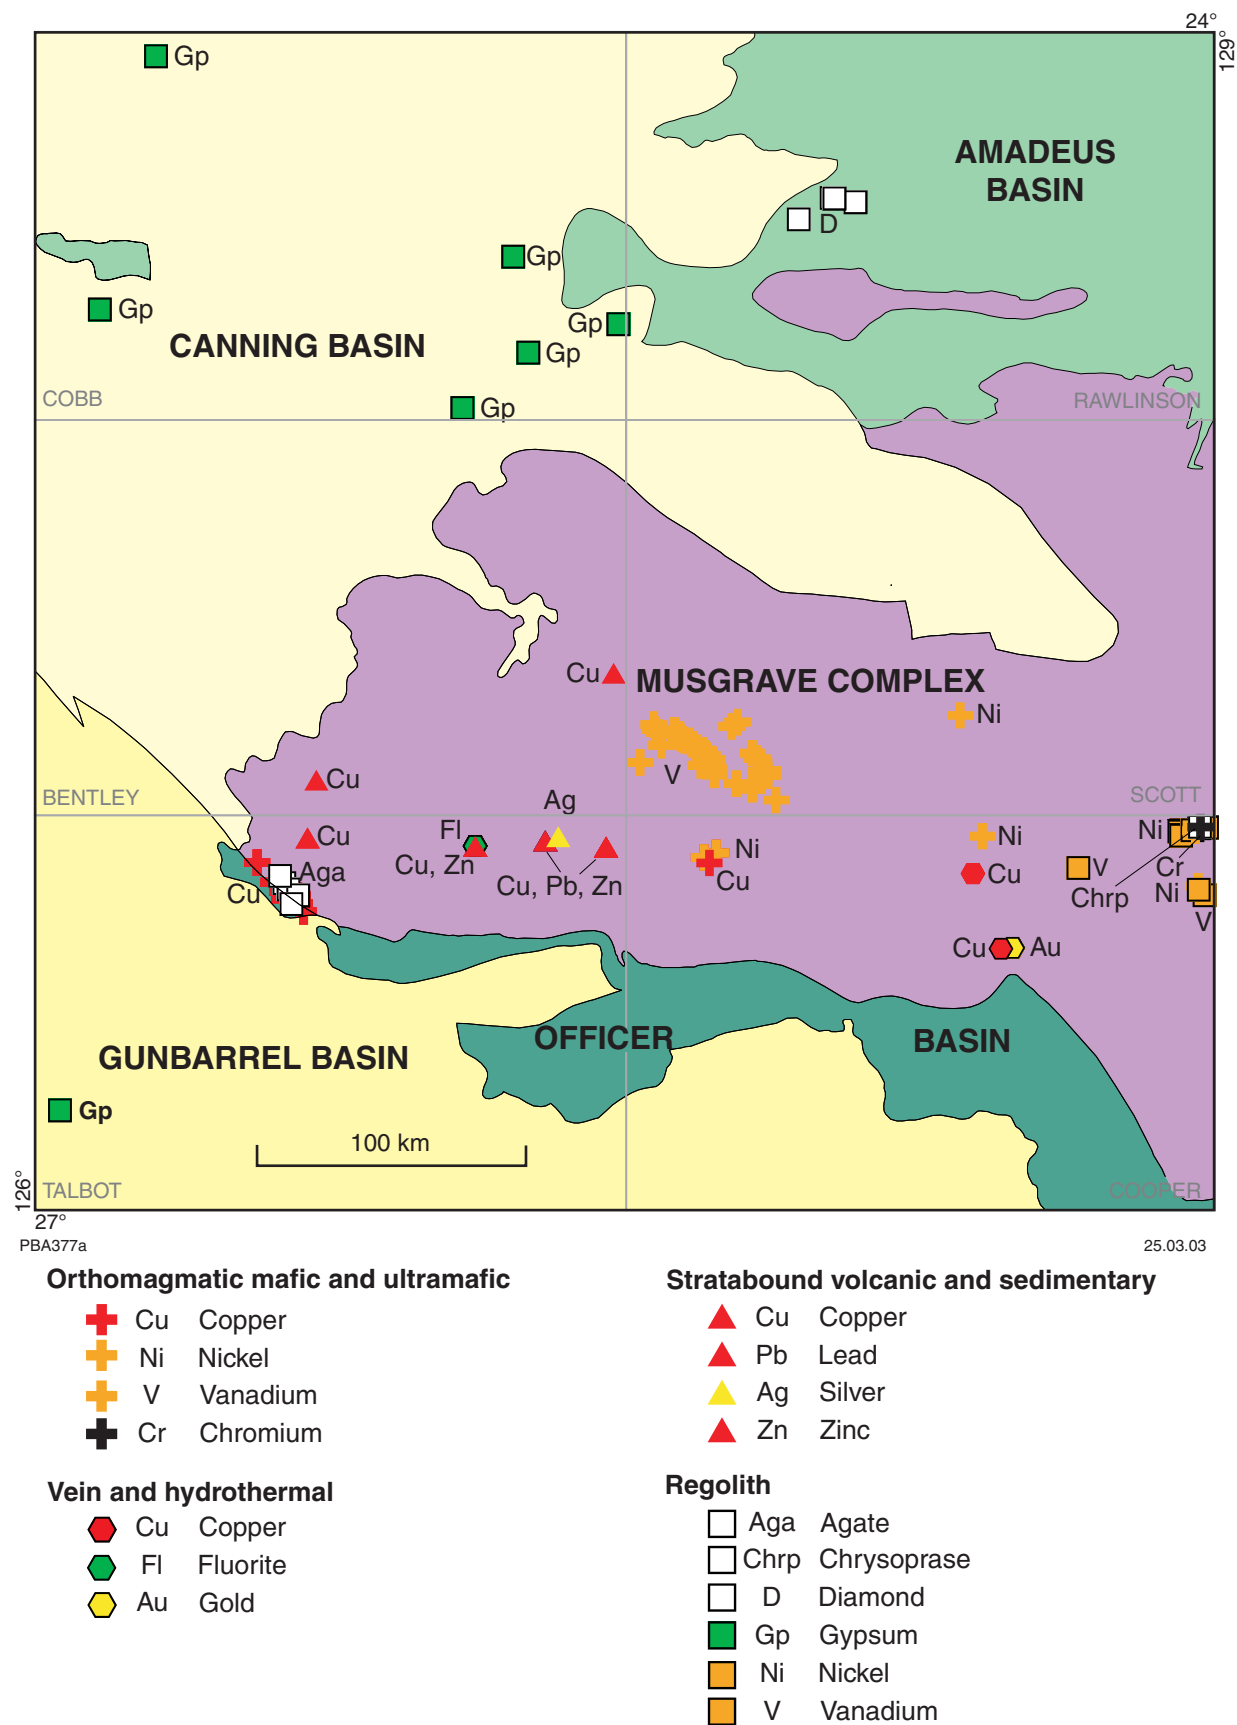 24°
129°
Gp
AMADEUS
BASIN
D
Gp
Gp
Gp
CANNING BASIN
Gp
COBB
RAWLINSON
Gp
Cu
MUSGRAVE COMPLEX
Ni
V
Cu
BENTLEY
SCOTT
Ag
Cu
Fl
Ni
Ni
Cu, Zn
Ni
Cr
V
Aga
Cu, Pb, Zn
Cu
Cu
Chrp
Ni
Cu
V
Cu
Au
OFFICER
BASIN
GUNBARREL BASIN
Gp
100 km
126°
TALBOT
COOPER
27°
PBA377a
25.03.03
Orthomagmatic mafic and ultramafic
Cu Copper
Ni Nickel
V Vanadium
Cr Chromium
Vein and hydrothermal
Cu Copper
Fl Fluorite
Au Gold
Stratabound volcanic and sedimentary
Cu Copper
Pb Lead
Ag Silver
Zn Zinc
Regolith
Aga Agate
Chrp Chrysoprase
D Diamond
Gp Gypsum
Ni Nickel
V Vanadium